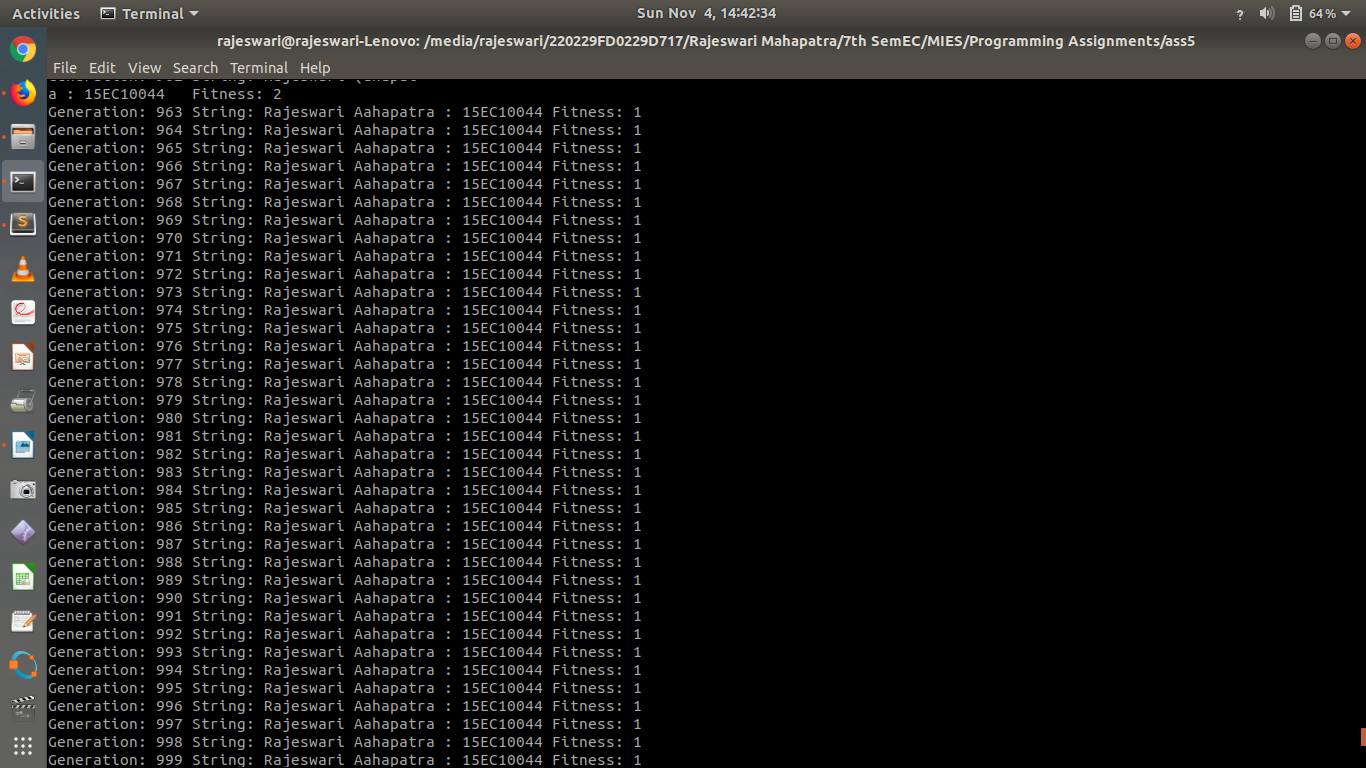 Activities Terminal Sun Nov 4, 14:42:34 ? 64%
rajeswari@rajeswari-Lenovo: /media/rajeswari/220229FD0229D717/Rajeswari Mahapatra/7th SemEC/MIES/Programming Assignments/ass5
File Edit View Search Terminal Help
a : 15EC10044 Fitness: 2
Generation: 963 String: Rajeswari Aahapatra : 15EC10044 Fitness: 1
Generation: 964 String: Rajeswari Aahapatra : 15EC10044 Fitness: 1
Generation: 965 String: Rajeswari Aahapatra : 15EC10044 Fitness: 1
Generation: 966 String: Rajeswari Aahapatra : 15EC10044 Fitness: 1
Generation: 967 String: Rajeswari Aahapatra : 15EC10044 Fitness: 1
Generation: 968 String: Rajeswari Aahapatra : 15EC10044 Fitness: 1
Generation: 969 String: Rajeswari Aahapatra : 15EC10044 Fitness: 1
Generation: 970 String: Rajeswari Aahapatra : 15EC10044 Fitness: 1
Generation: 971 String: Rajeswari Aahapatra : 15EC10044 Fitness: 1
Generation: 972 String: Rajeswari Aahapatra : 15EC10044 Fitness: 1
Generation: 973 String: Rajeswari Aahapatra : 15EC10044 Fitness: 1
Generation: 974 String: Rajeswari Aahapatra : 15EC10044 Fitness: 1
Generation: 975 String: Rajeswari Aahapatra : 15EC10044 Fitness: 1
Generation: 976 String: Rajeswari Aahapatra : 15EC10044 Fitness: 1
Generation: 977 String: Rajeswari Aahapatra : 15EC10044 Fitness: 1
Generation: 978 String: Rajeswari Aahapatra : 15EC10044 Fitness: 1
Generation: 979 String: Rajeswari Aahapatra : 15EC10044 Fitness: 1
Generation: 980 String: Rajeswari Aahapatra : 15EC10044 Fitness: 1
Generation: 981 String: Rajeswari Aahapatra : 15EC10044 Fitness: 1
Generation: 982 String: Rajeswari Aahapatra : 15EC10044 Fitness: 1
Generation: 983 String: Rajeswari Aahapatra : 15EC10044 Fitness: 1
Generation: 984 String: Rajeswari Aahapatra : 15EC10044 Fitness: 1
Generation: 985 String: Rajeswari Aahapatra : 15EC10044 Fitness: 1
Generation: 986 String: Rajeswari Aahapatra : 15EC10044 Fitness: 1
Generation: 987 String: Rajeswari Aahapatra : 15EC10044 Fitness: 1
Generation: 988 String: Rajeswari Aahapatra : 15EC10044 Fitness: 1
Generation: 989 String: Rajeswari Aahapatra : 15EC10044 Fitness: 1
Generation: 990 String: Rajeswari Aahapatra : 15EC10044 Fitness: 1
Generation: 991 String: Rajeswari Aahapatra : 15EC10044 Fitness: 1
Generation: 992 String: Rajeswari Aahapatra : 15EC10044 Fitness: 1
Generation: 993 String: Rajeswari Aahapatra : 15EC10044 Fitness: 1
Generation: 994 String: Rajeswari Aahapatra : 15EC10044 Fitness: 1
Generation: 995 String: Rajeswari Aahapatra : 15EC10044 Fitness: 1
Generation: 996 String: Rajeswari Aahapatra : 15EC10044 Fitness: 1
Generation: 997 String: Rajeswari Aahapatra : 15EC10044 Fitness: 1
Generation: 998 String: Rajeswari Aahapatra : 15EC10044 Fitness: 1
Generation: 999 String: Rajeswari Aahapatra : 15EC10044 Fitness: 1